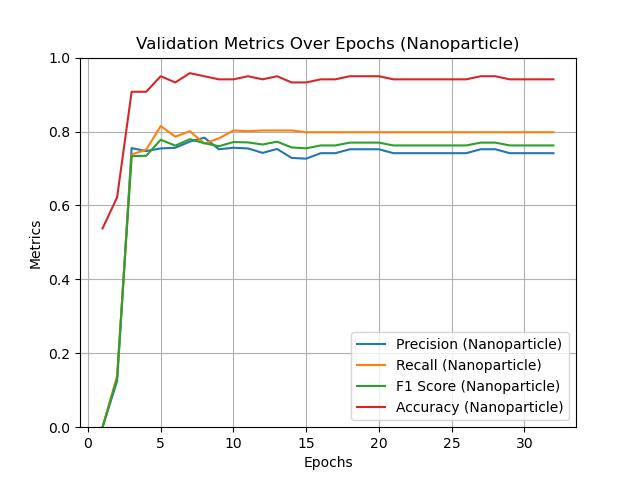 Validation Metrics Over Epochs (Nanoparticle)
1.0
0.8
0.6
0.4
0.2
0.0
Metrics
0
5
10
15
20
25
30
Epochs
Precision (Nanoparticle)
Recall (Nanoparticle)
F1 Score (Nanoparticle)
Accuracy (Nanoparticle)